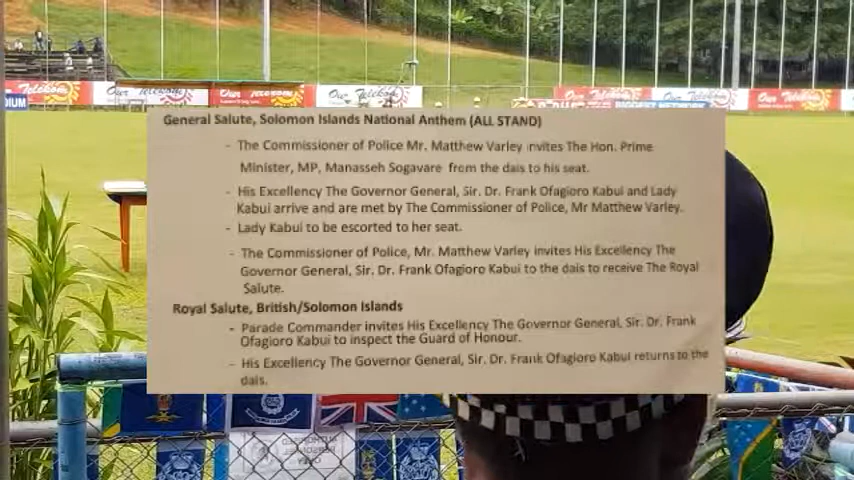 Our Telekom
Our Telekom
Our Telekom
Our Telekom
Our Telekom
BIGGEST NETWORK
Our Telekom
Our Telekom
DIUM
General Salute, Solomon Islands National Anthem (ALL STAND)
- The Commissioner of Police Mr. Matthew Varley invites The Hon. Prime
Minister, MP, Manasseh Sogavare from the dais to his seat.
- His Excellency The Governor General, Sir. Dr. Frank Ofagioro Kabui and Lady
Kabui arrive and are met by The Commissioner of Police, Mr Matthew Varley.
- Lady Kabui to be escorted to her seat.
- The Commissioner of Police, Mr. Matthew Varley invites His Excellency The
Governor General, Sir. Dr. Frank Ofagioro Kabui to the dais to receive The Royal
Salute.
Royal Salute, British/Solomon Islands
- Parade Commander invites His Excellency The Governor General, Sir. Dr. Frank
Ofagioro Kabui to inspect the Guard of Honour.
- His Excellency The Governor General, Sir. Dr. Frank Ofagioro Kabui returns to the
dais.